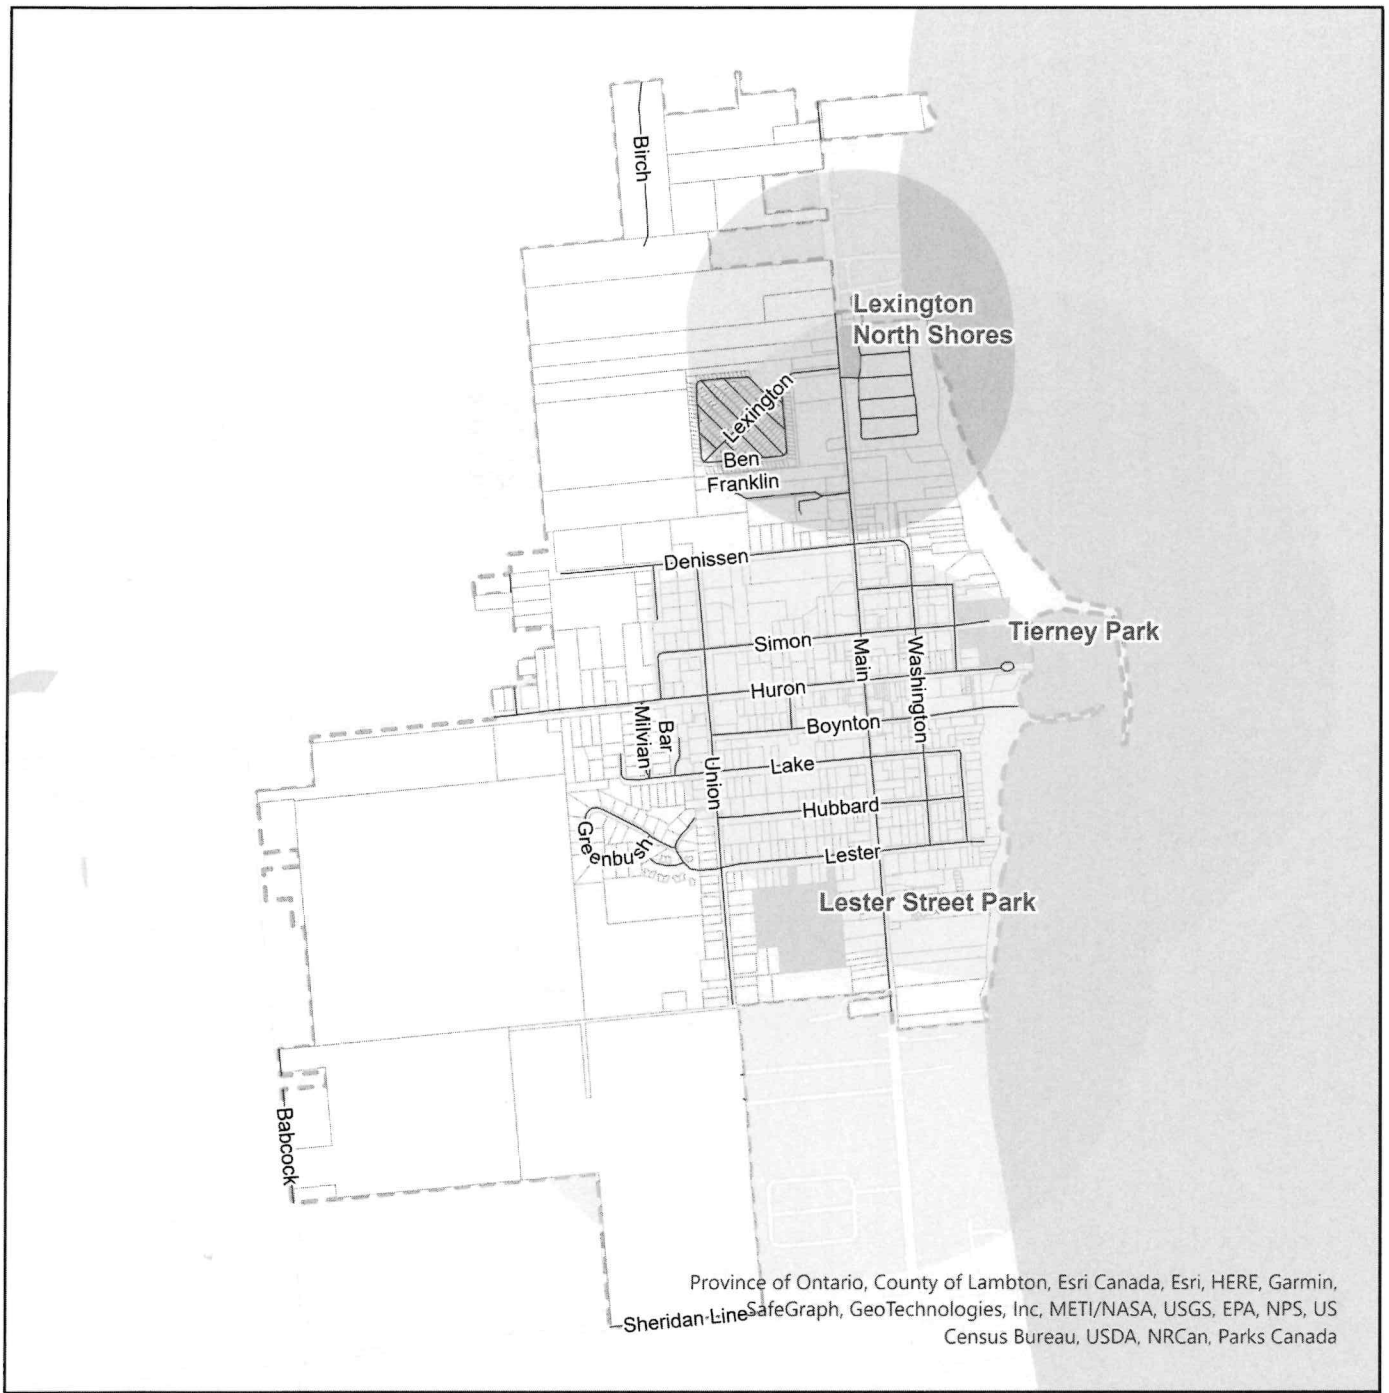 Birch
Lexington
North Shores
Lexington
Ben
Franklin
Denissen
Tierney Park
Simon
Main
Washington
Huron
Milvian
Bar
Boynton
Union
Lake
Hubbard
Greenbush
Lester
Lester Street Park
Babcock
Province of Ontario, County of Lambton, Esri Canada, Esri, HERE, Garmin,
Sheridan Line
SafeGraph, GeoTechnologies, Inc, METI/NASA, USGS, EPA, NPS, US
Census Bureau, USDA, NRCan, Parks Canada